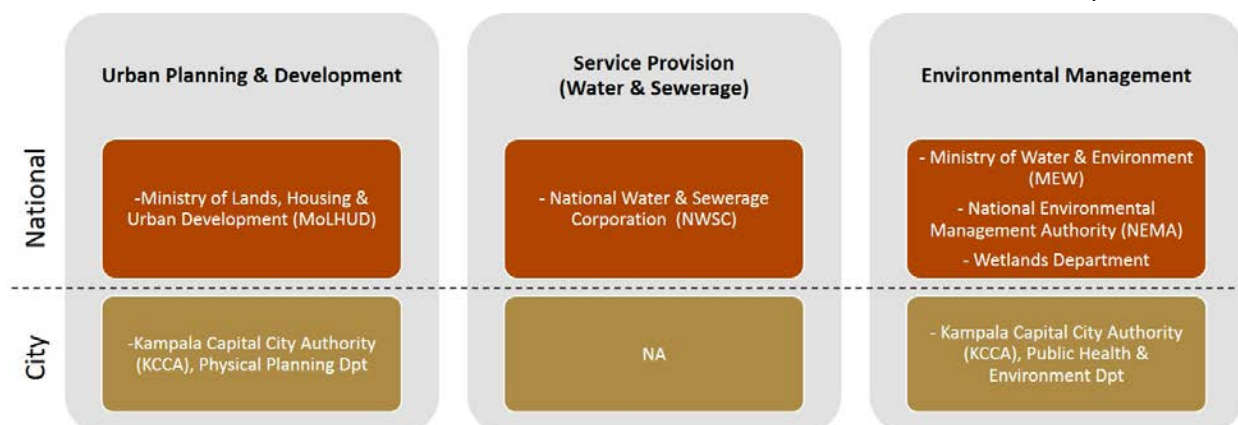 Urban Planning & Development
Service Provision
(Water & Sewerage)
Environmental Management
National
-Ministry of Lands, Housing &
Urban Development (MoLHUD)
- National Water & Sewerage
Corporation (NWSC)
- Ministry of Water & Environment
(MEW)
- National Environmental
Management Authority (NEMA)
- Wetlands Department
City
-Kampala Capital City Authority
(KCCA), Physical Planning Dpt
NA
- Kampala Capital City Authority
(KCCA), Public Health &
Environment Dpt